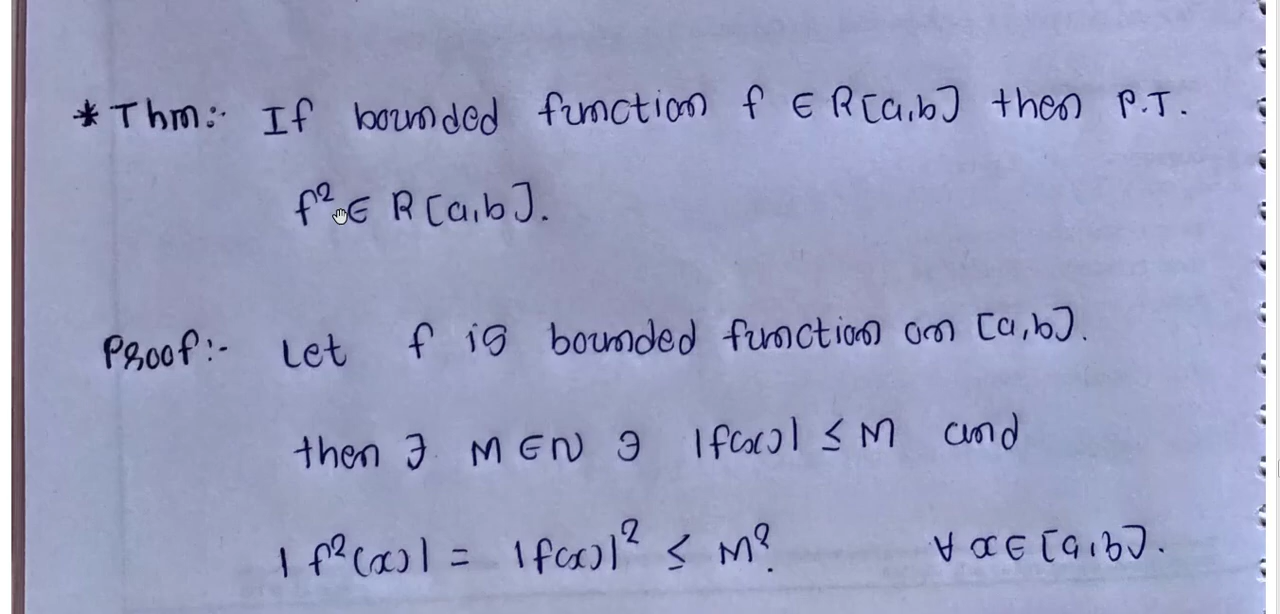 * Thm:- If bounded function f ∈ R[a,b] then P.T.
f² ∈ R[a,b].
Proof:- Let f is bounded function on [a,b].
then ∃ M ∈ N ∋ |f(x)| ≤ M and
|f²(x)| = |f(x)|² ≤ M². ∀ x ∈ [a,b].